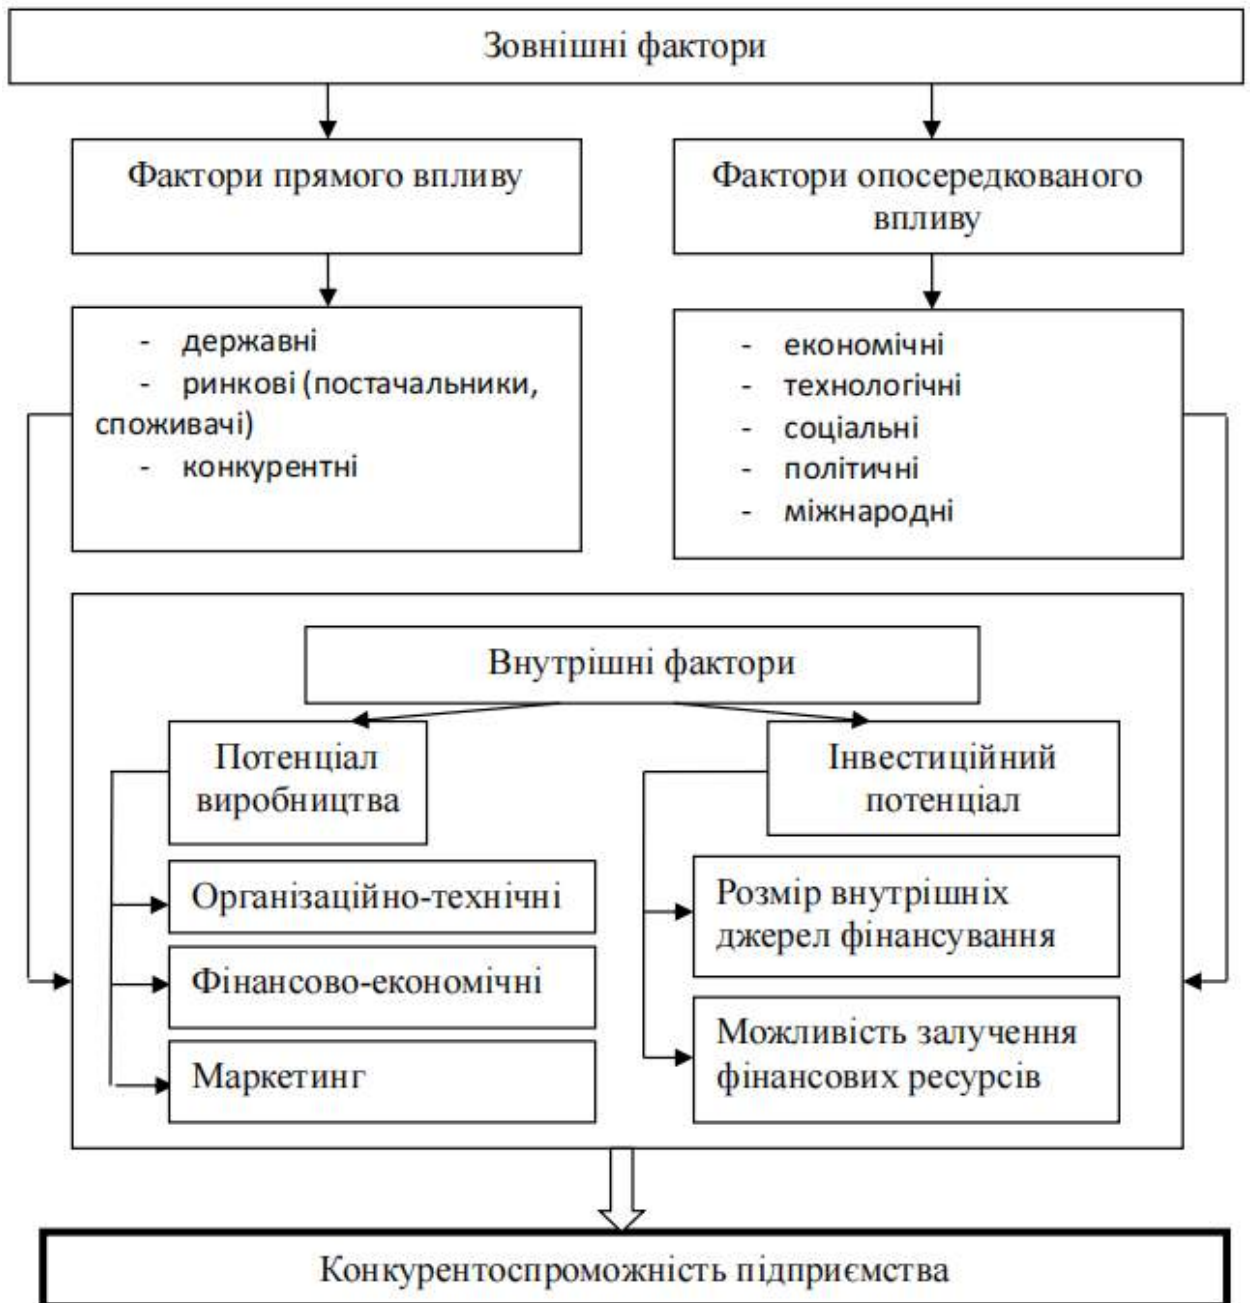 Зовнішні фактори
Фактори прямого впливу
Фактори опосередкованого
впливу
- державні
- ринкові (постачальники,
споживачі)
- конкурентні
- економічні
- технологічні
- соціальні
- політичні
- міжнародні
Внутрішні фактори
Потенціал
виробництва
Організаційно-технічні
Фінансово-економічні
Маркетинг
Інвестиційний
потенціал
Розмір внутрішніх
джерел фінансування
Можливість залучення
фінансових ресурсів
Конкурентоспроможність підприємства